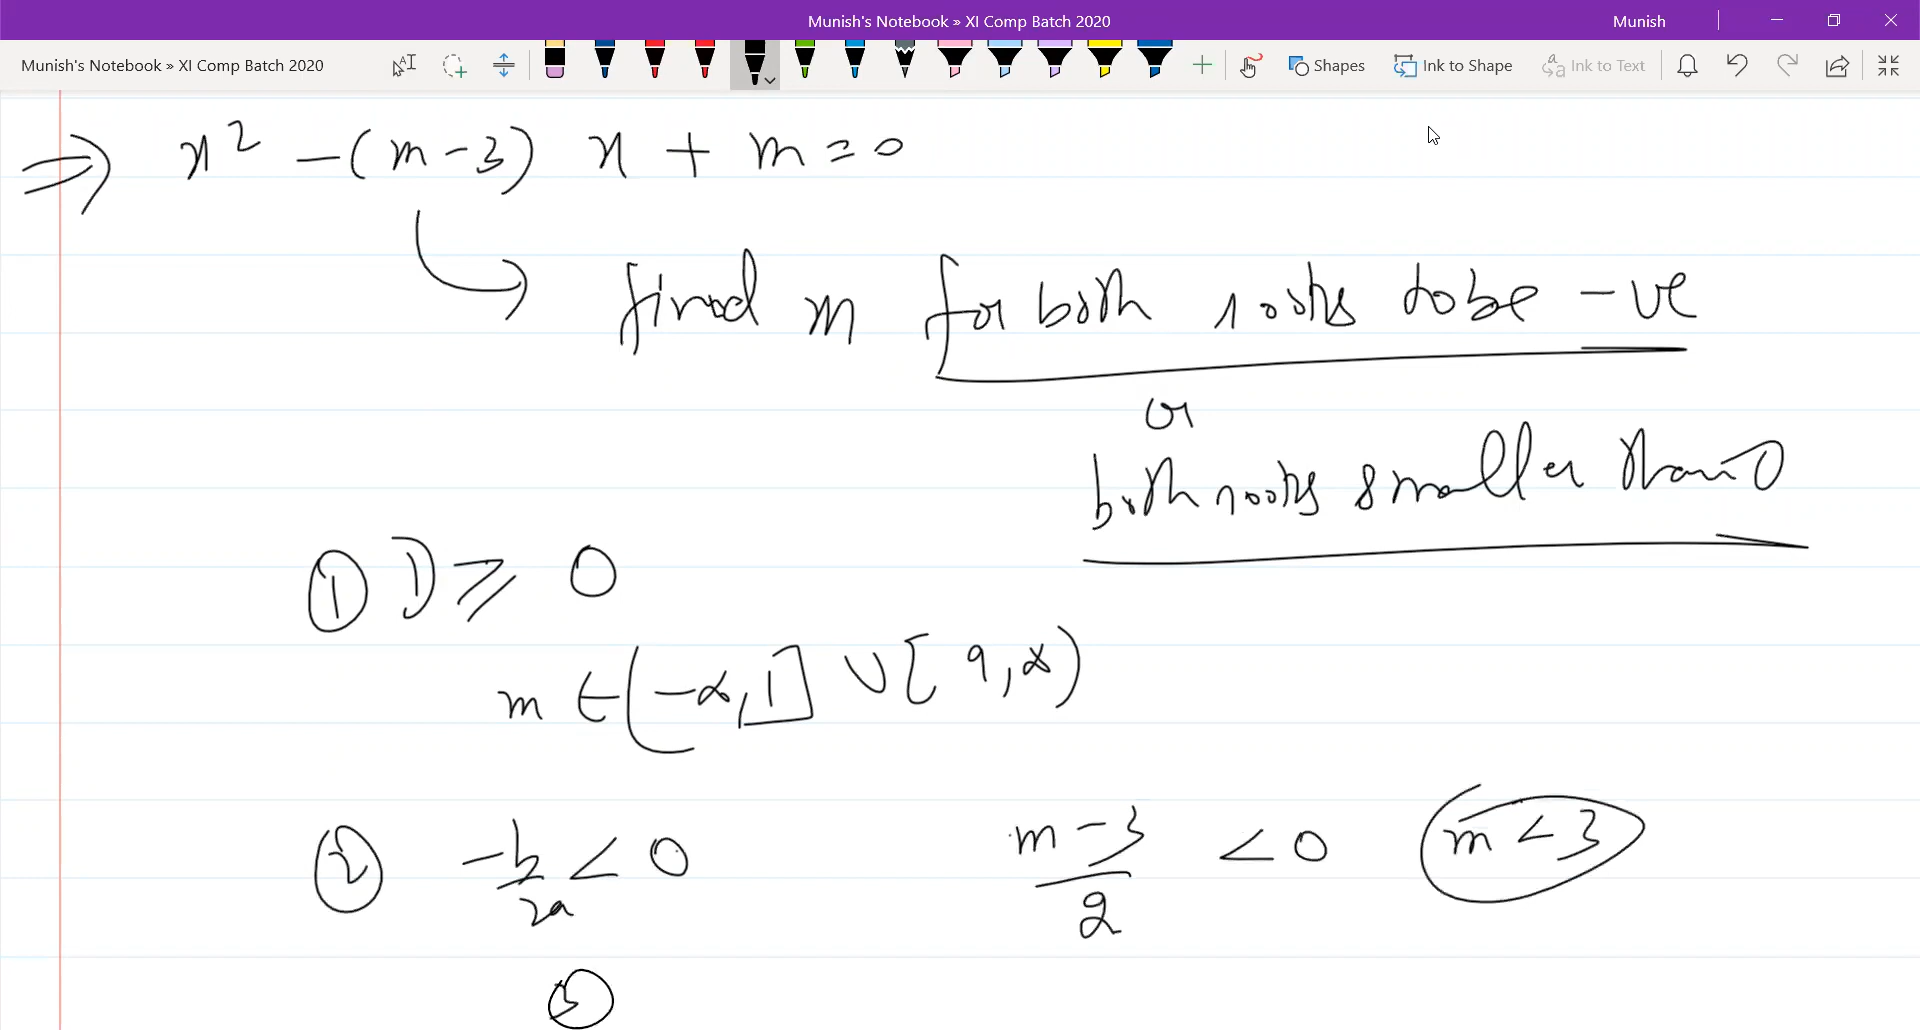 Munish's Notebook » XI Comp Batch 2020
Munish
Munish's Notebook » XI Comp Batch 2020
Shapes
Ink to Shape
Ink to Text
⇒ x² -(m-3) x + m=0
find m for both roots to be -ve
or
both roots smaller than 0
① D ≥ 0
m ∈ (-∞, 1] ∪ [9, ∞)
② -b/2a < 0 m-3/2 < 0 m < 3
③